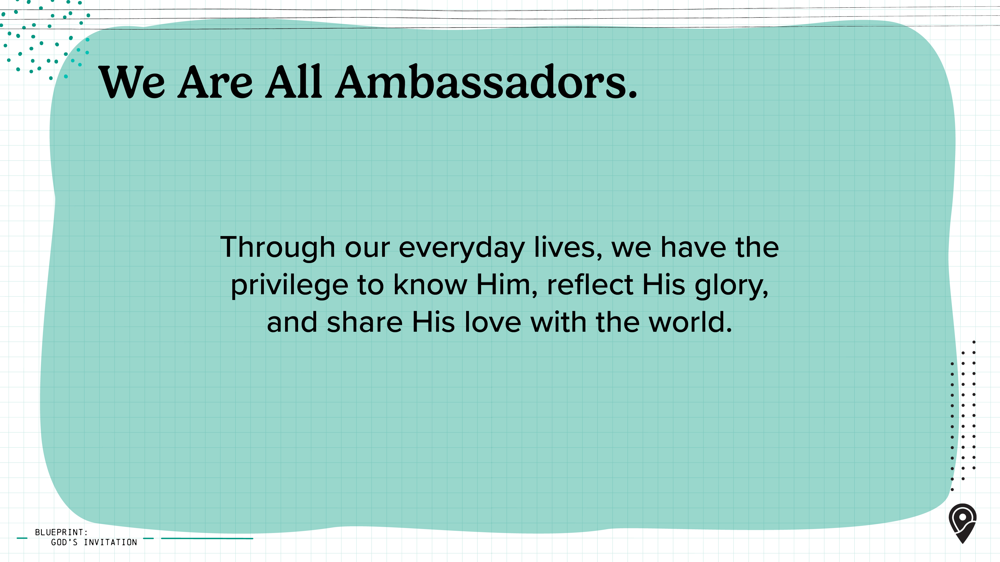 We Are All Ambassadors.
Through our everyday lives, we have the
privilege to know Him, reflect His glory,
and share His love with the world.
BLUEPRINT:
GOD'S INVITATION